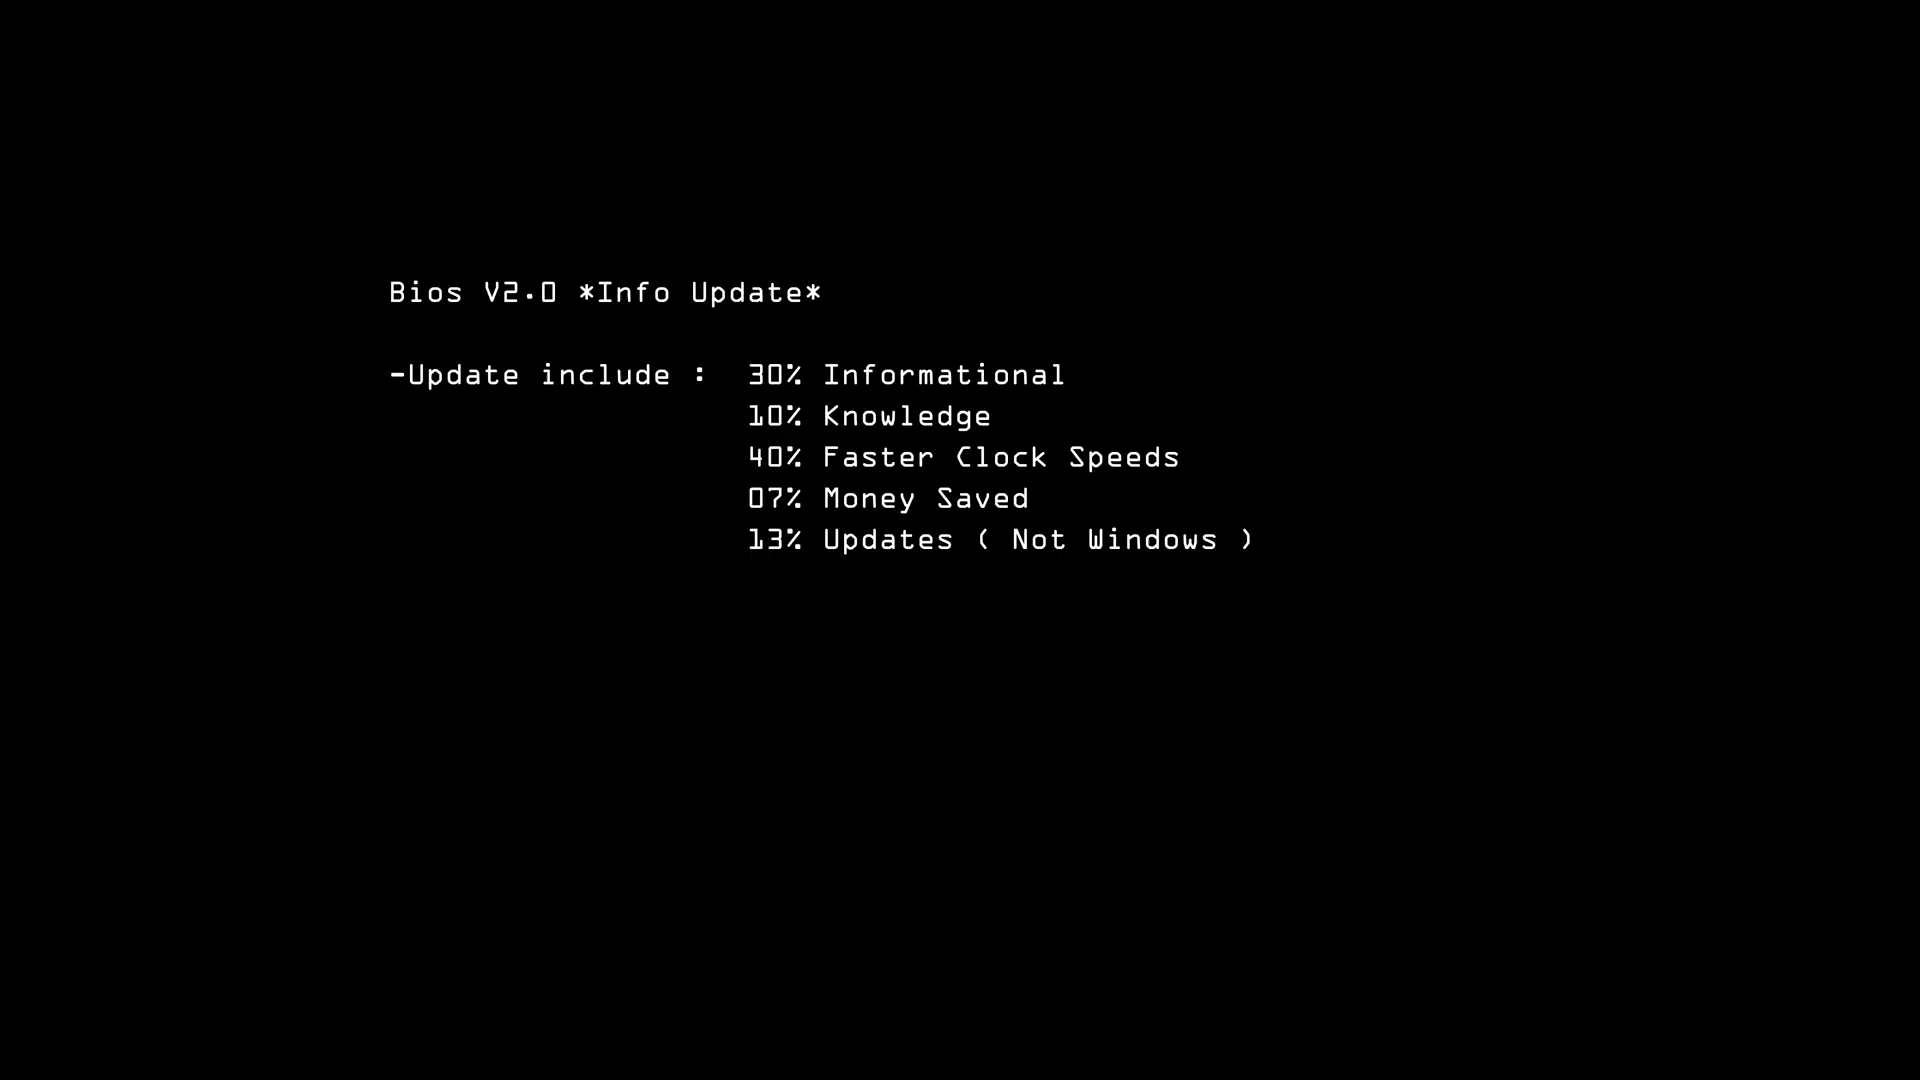 Bios V2.0 *Info Update*
-Update include : 30% Informational
10% Knowledge
40% Faster Clock Speeds
07% Money Saved
13% Updates ( Not Windows )